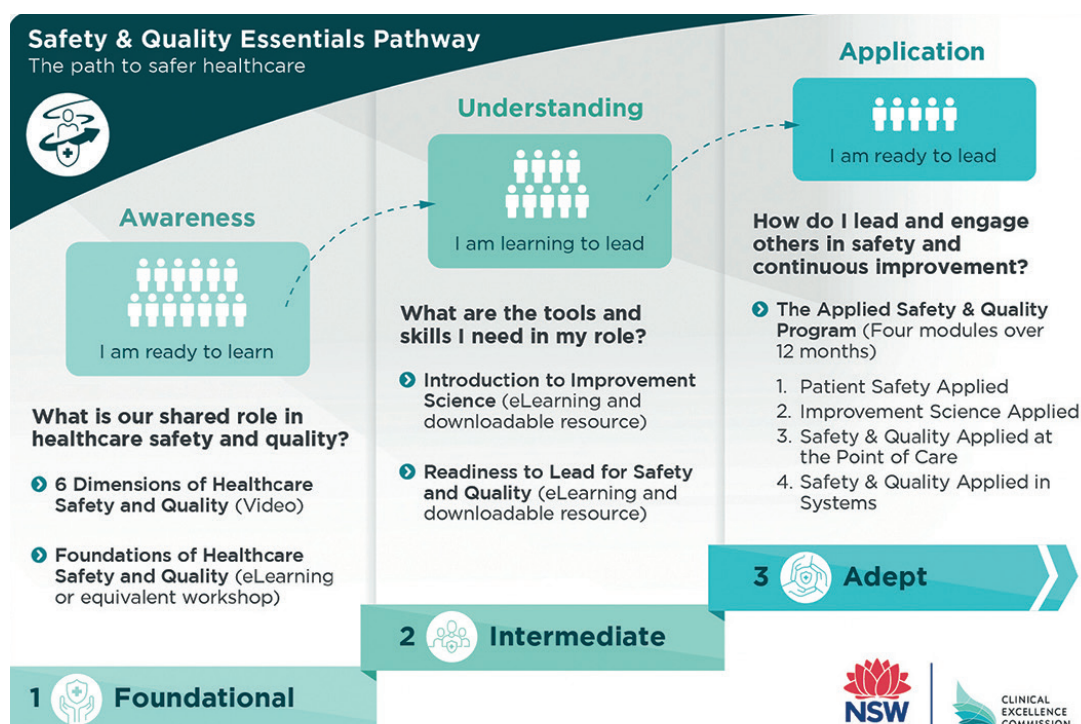 Safety & Quality Essentials Pathway
The path to safer healthcare
Awareness
I am ready to learn
What is our shared role in
healthcare safety and quality?
6 Dimensions of Healthcare
Safety and Quality (Video)
Foundations of Healthcare
Safety and Quality (eLearning
or equivalent workshop)
1 Foundational
Understanding
I am learning to lead
What are the tools and
skills I need in my role?
Introduction to Improvement
Science (eLearning and
downloadable resource)
Readiness to Lead for Safety
and Quality (eLearning and
downloadable resource)
2 Intermediate
Application
I am ready to lead
How do I lead and engage
others in safety and
continuous improvement?
The Applied Safety & Quality
Program (Four modules over
12 months)
1. Patient Safety Applied
2. Improvement Science Applied
3. Safety & Quality Applied at
the Point of Care
4. Safety & Quality Applied in
Systems
3 Adept
NSW
CLINICAL
EXCELLENCE
COMMISSION